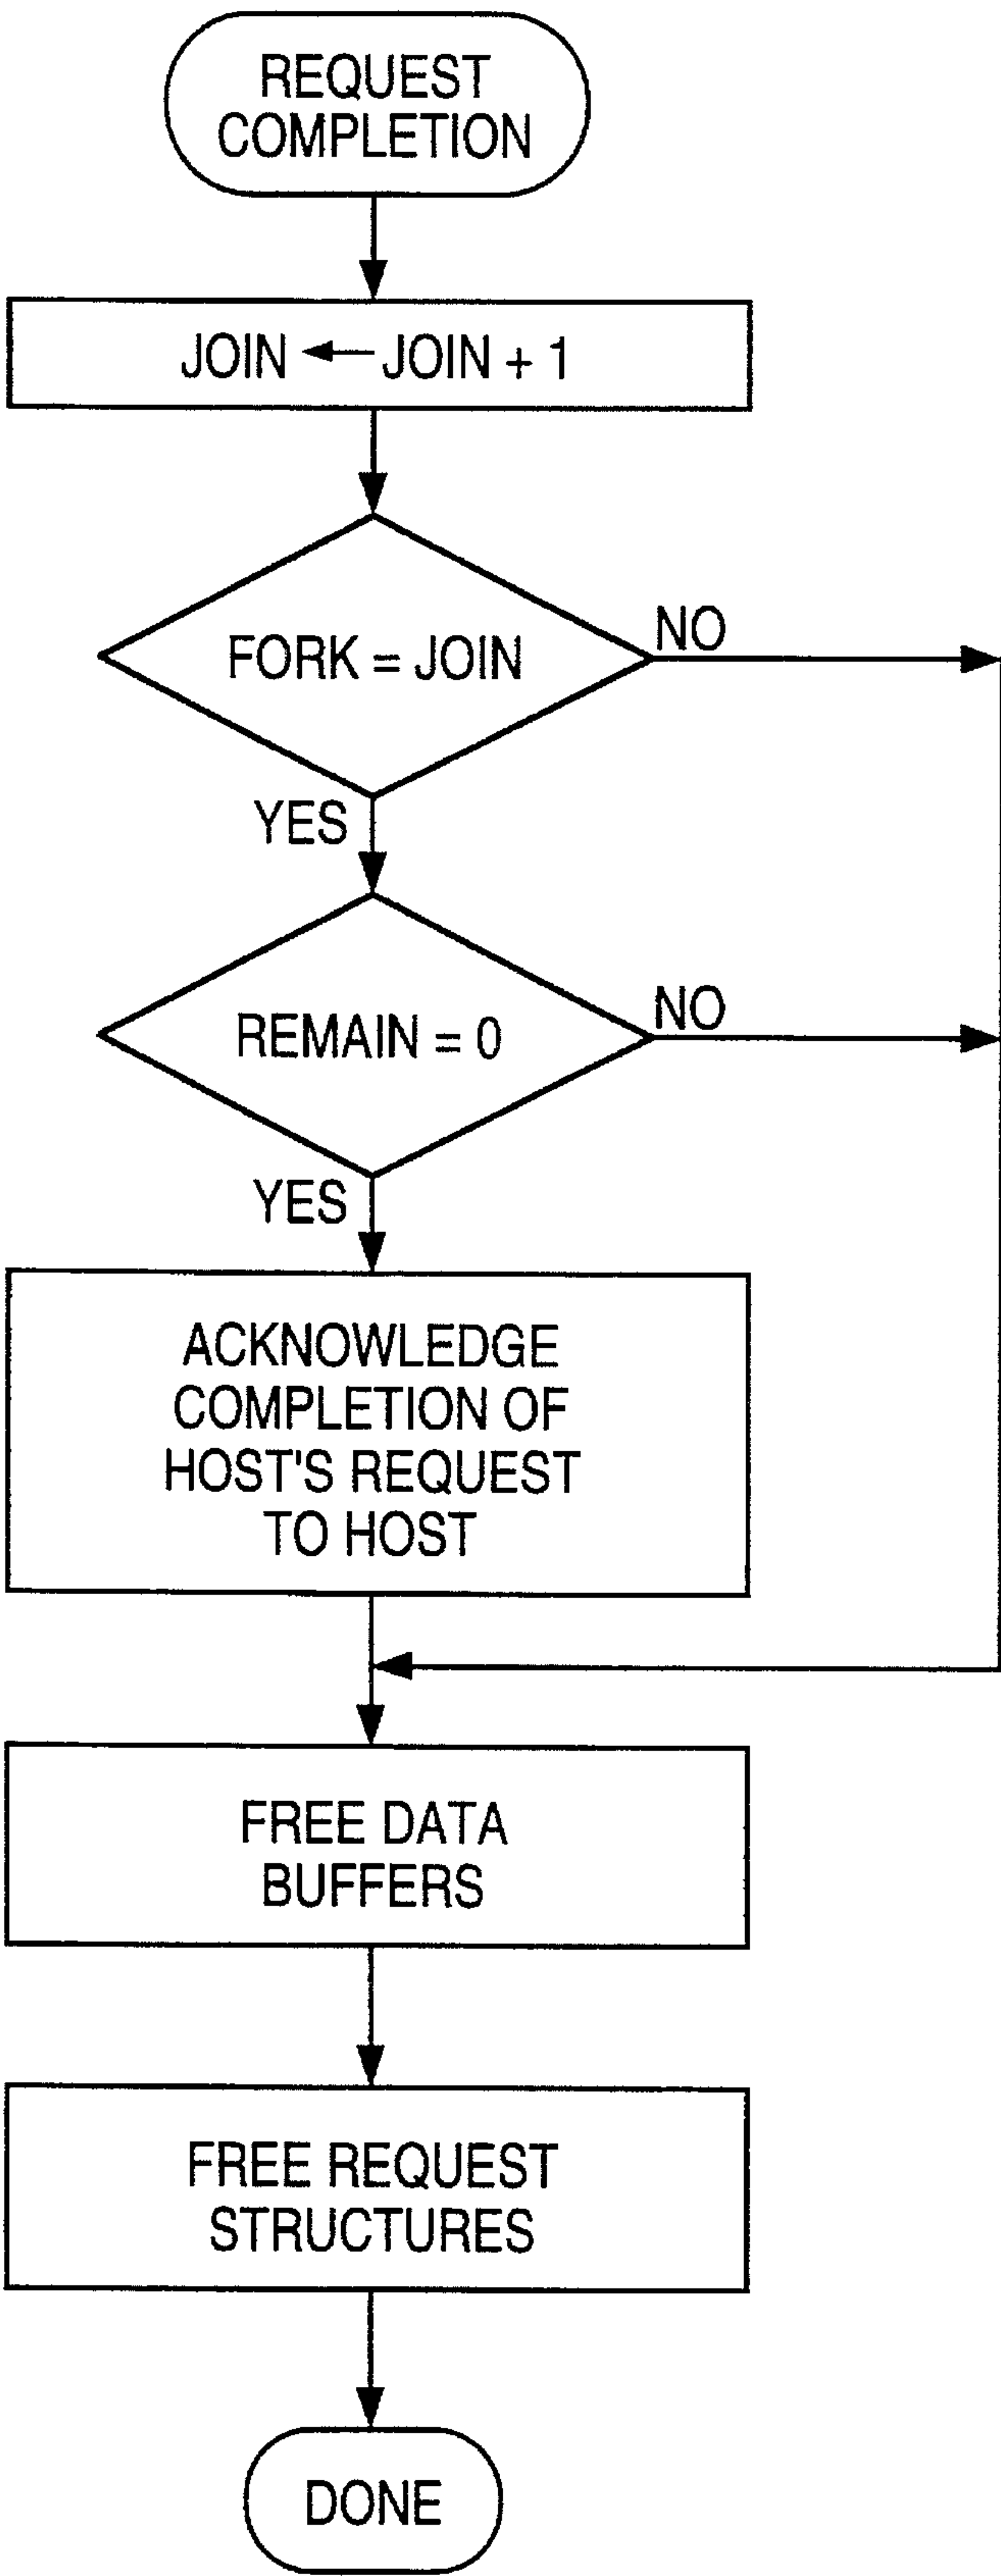 REQUEST
COMPLETION
JOIN ← JOIN + 1
FORK = JOIN
NO
YES
REMAIN = 0
NO
YES
ACKNOWLEDGE
COMPLETION OF
HOST'S REQUEST
TO HOST
FREE DATA
BUFFERS
FREE REQUEST
STRUCTURES
DONE